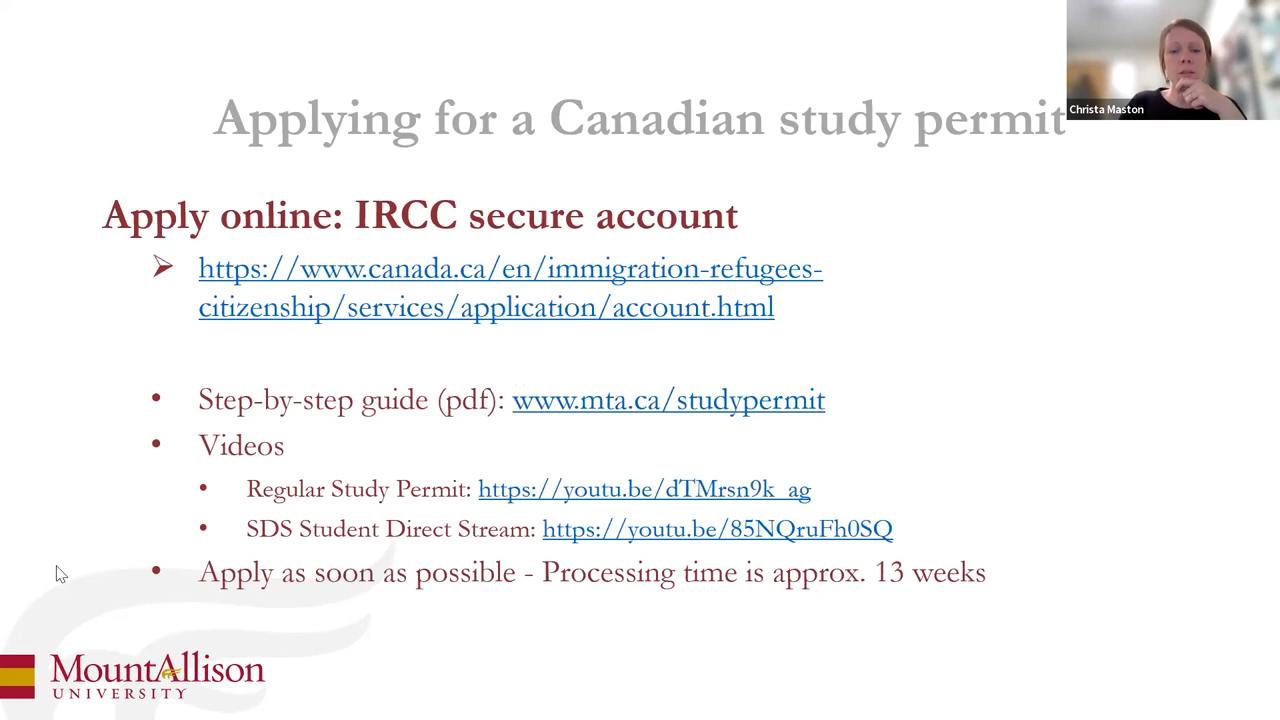 Applying for a Canadian study permit
Christa Maston
Apply online: IRCC secure account
https://www.canada.ca/en/immigration-refugees-
citizenship/services/application/account.html
• Step-by-step guide (pdf): www.mta.ca/studypermit
• Videos
• Regular Study Permit: https://youtu.be/dTMrsn9k_ag
• SDS Student Direct Stream: https://youtu.be/85NQruFh0SQ
• Apply as soon as possible - Processing time is approx. 13 weeks
MountAllison
UNIVERSITY